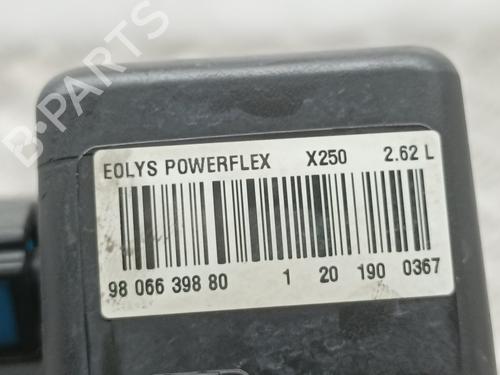 B-PARTS
EOLYS POWERFLEX X250 2.62 L
98 066 398 80 1 20 190 0367